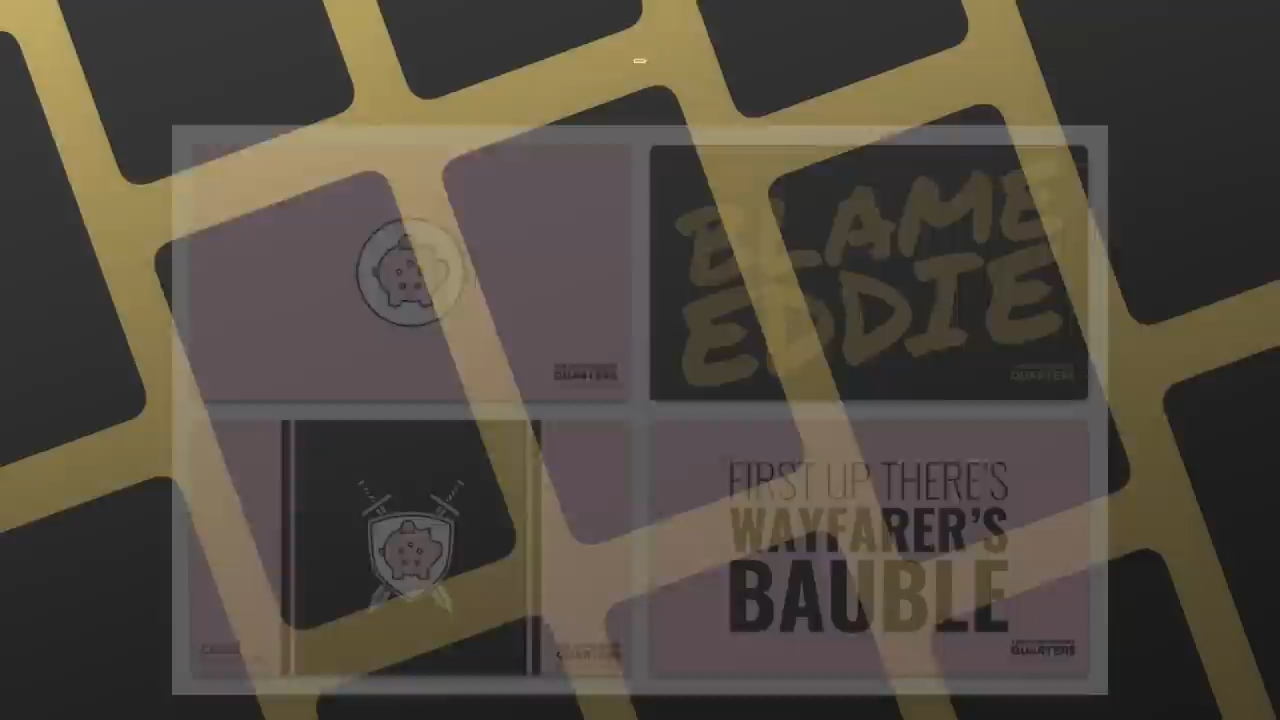 QUARTERS
BLAME
EDDIE
QUARTERS
QUARTERS
FIRST UP THERE'S
WAYFARER'S
BAUBLE
QUARTERS